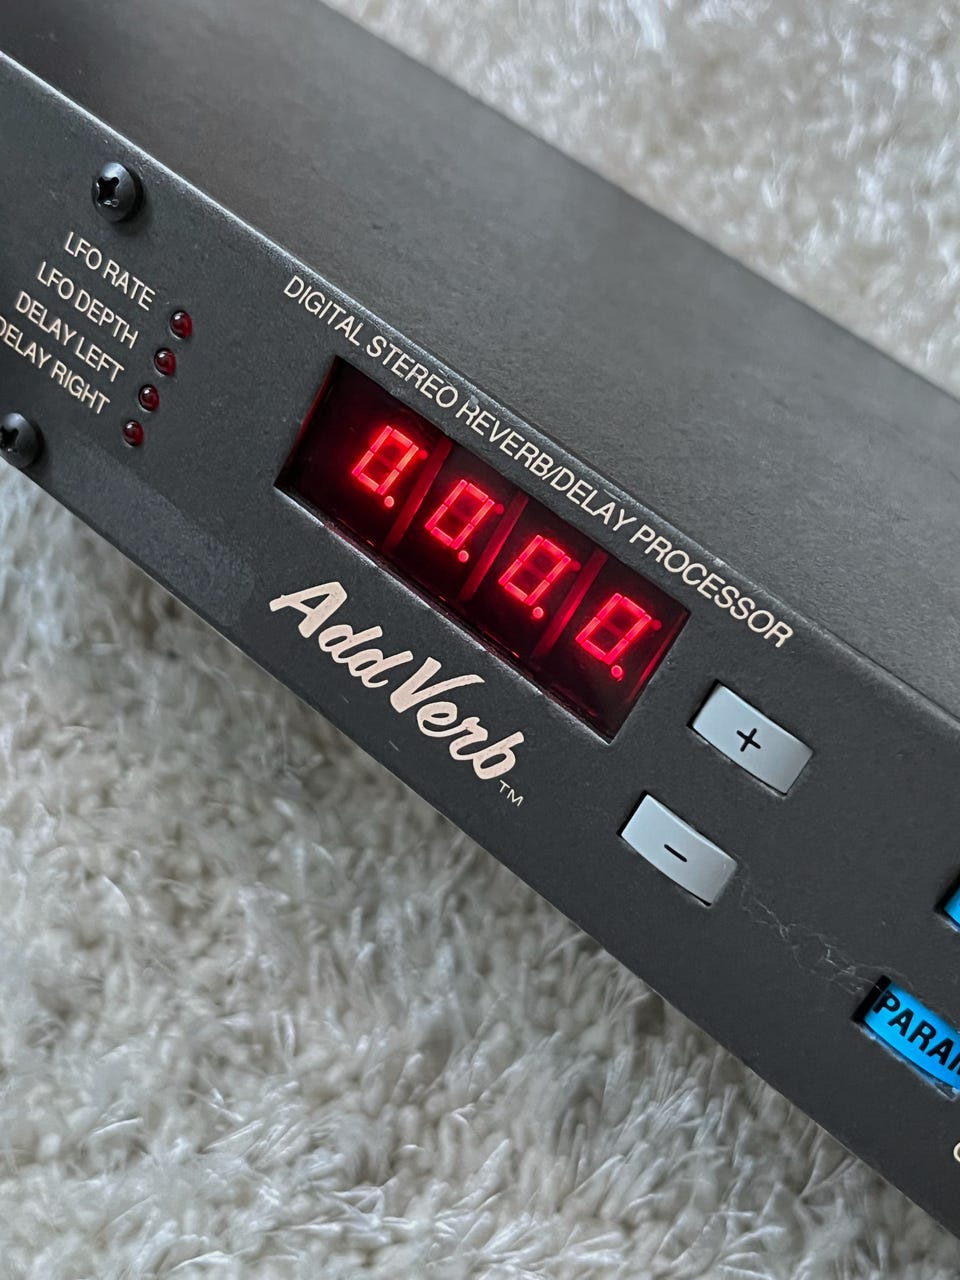 LFO RATE
LFO DEPTH
DELAY LEFT
DELAY RIGHT
DIGITAL STEREO REVERB/DELAY PROCESSOR
0.0.0.0.
AddVerb™
+
-